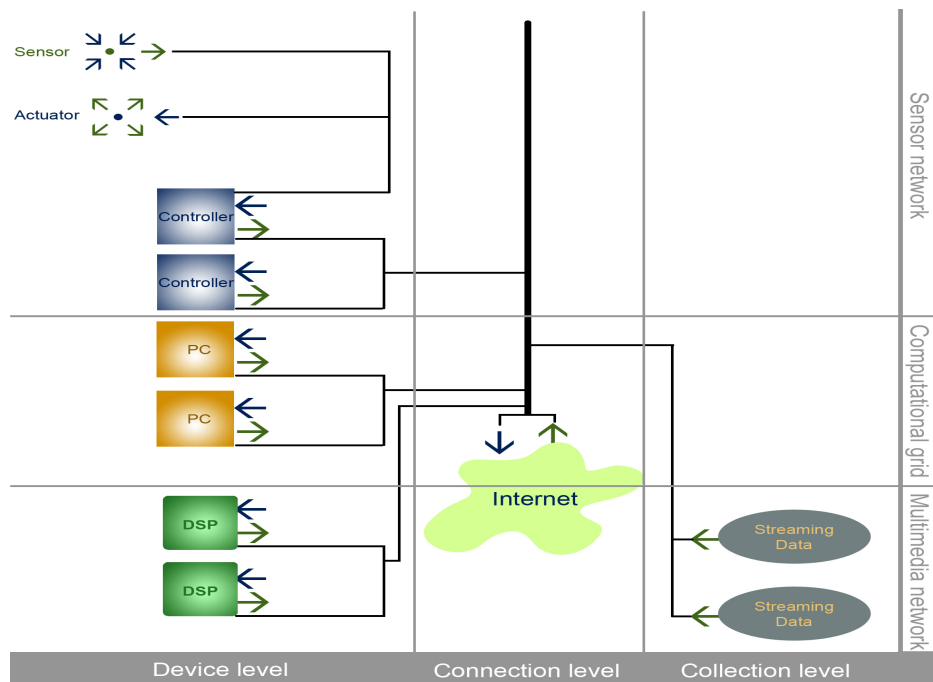 Sensor
Actuator
Controller
Controller
PC
PC
DSP
DSP
Internet
Streaming
Data
Streaming
Data
Sensor network
Computational grid
Multimedia network
Device level
Connection level
Collection level